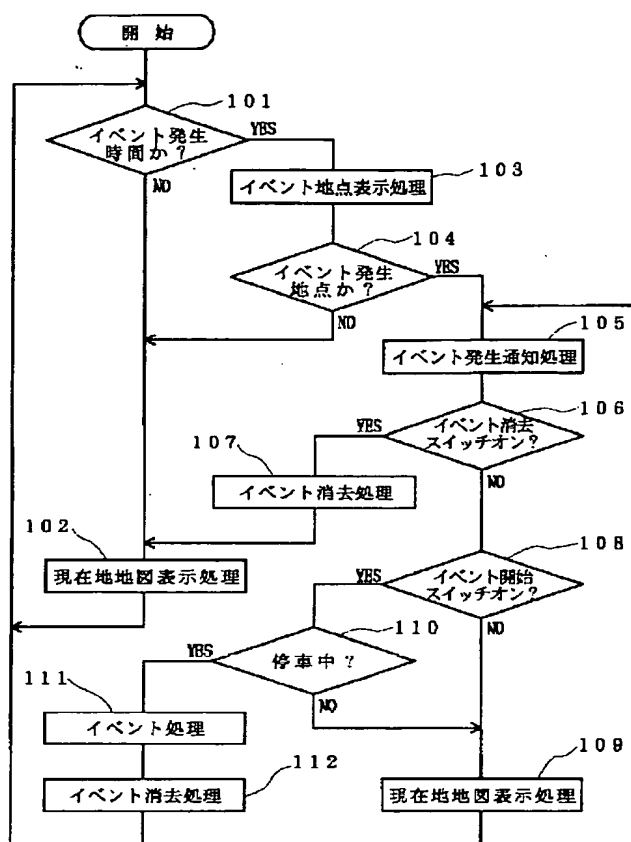 開始
101
イベント発生
時間か？
YES
NO
103
イベント地点表示処理
104
イベント発生
地点か？
YES
NO
105
イベント発生通知処理
106
イベント消去
スイッチオン？
YES
NO
107
イベント消去処理
102
現在地地図表示処理
108
イベント開始
スイッチオン？
YES
NO
110
停車中？
YES
NO
111
イベント処理
112
イベント消去処理
109
現在地地図表示処理